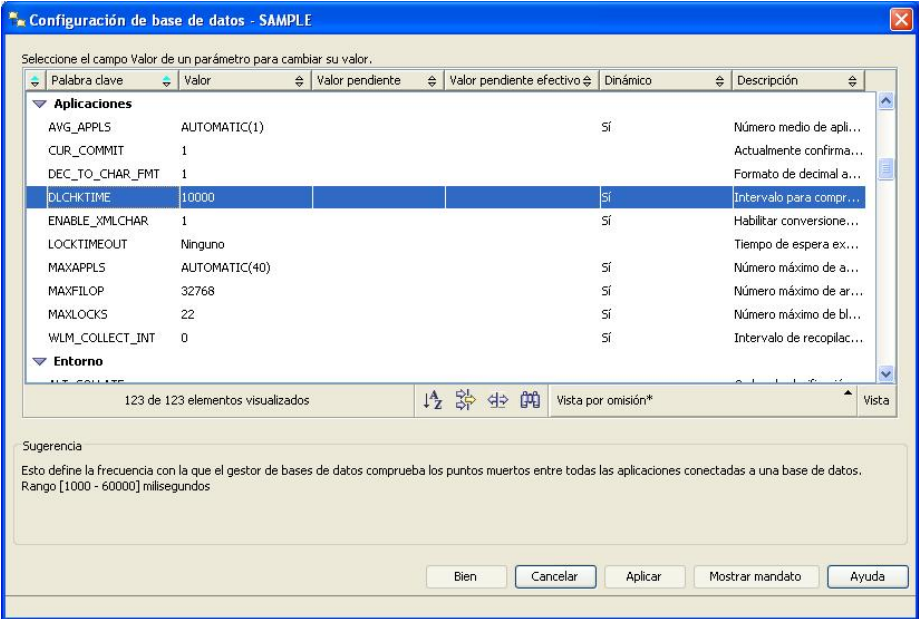 Configuración de base de datos - SAMPLE
Seleccione el campo Valor de un parámetro para cambiar su valor.
Palabra clave Valor Valor pendiente Valor pendiente efectivo Dinámico Descripción
Aplicaciones
AVG_APPLS AUTOMATIC(1) Sí Número medio de apli...
CUR_COMMIT 1 Actualmente confirma...
DEC_TO_CHAR_FMT 1 Formato de decimal a...
DLCHKTIME 10000 Sí Intervalo para compr...
ENABLE_XMLCHAR 1 Sí Habilitar conversione...
LOCKTIMEOUT Ninguno Tiempo de espera ex...
MAXAPPLS AUTOMATIC(40) Sí Número máximo de a...
MAXFILOP 32768 Sí Número máximo de ar...
MAXLOCKS 22 Sí Número máximo de bl...
WLM_COLLECT_INT 0 Sí Intervalo de recopilac...
Entorno
123 de 123 elementos visualizados Vista por omisión* Vista
Sugerencia
Esto define la frecuencia con la que el gestor de bases de datos comprueba los puntos muertos entre todas las aplicaciones conectadas a una base de datos.
Rango [1000 - 60000] milisegundos
Bien Cancelar Aplicar Mostrar mandato Ayuda